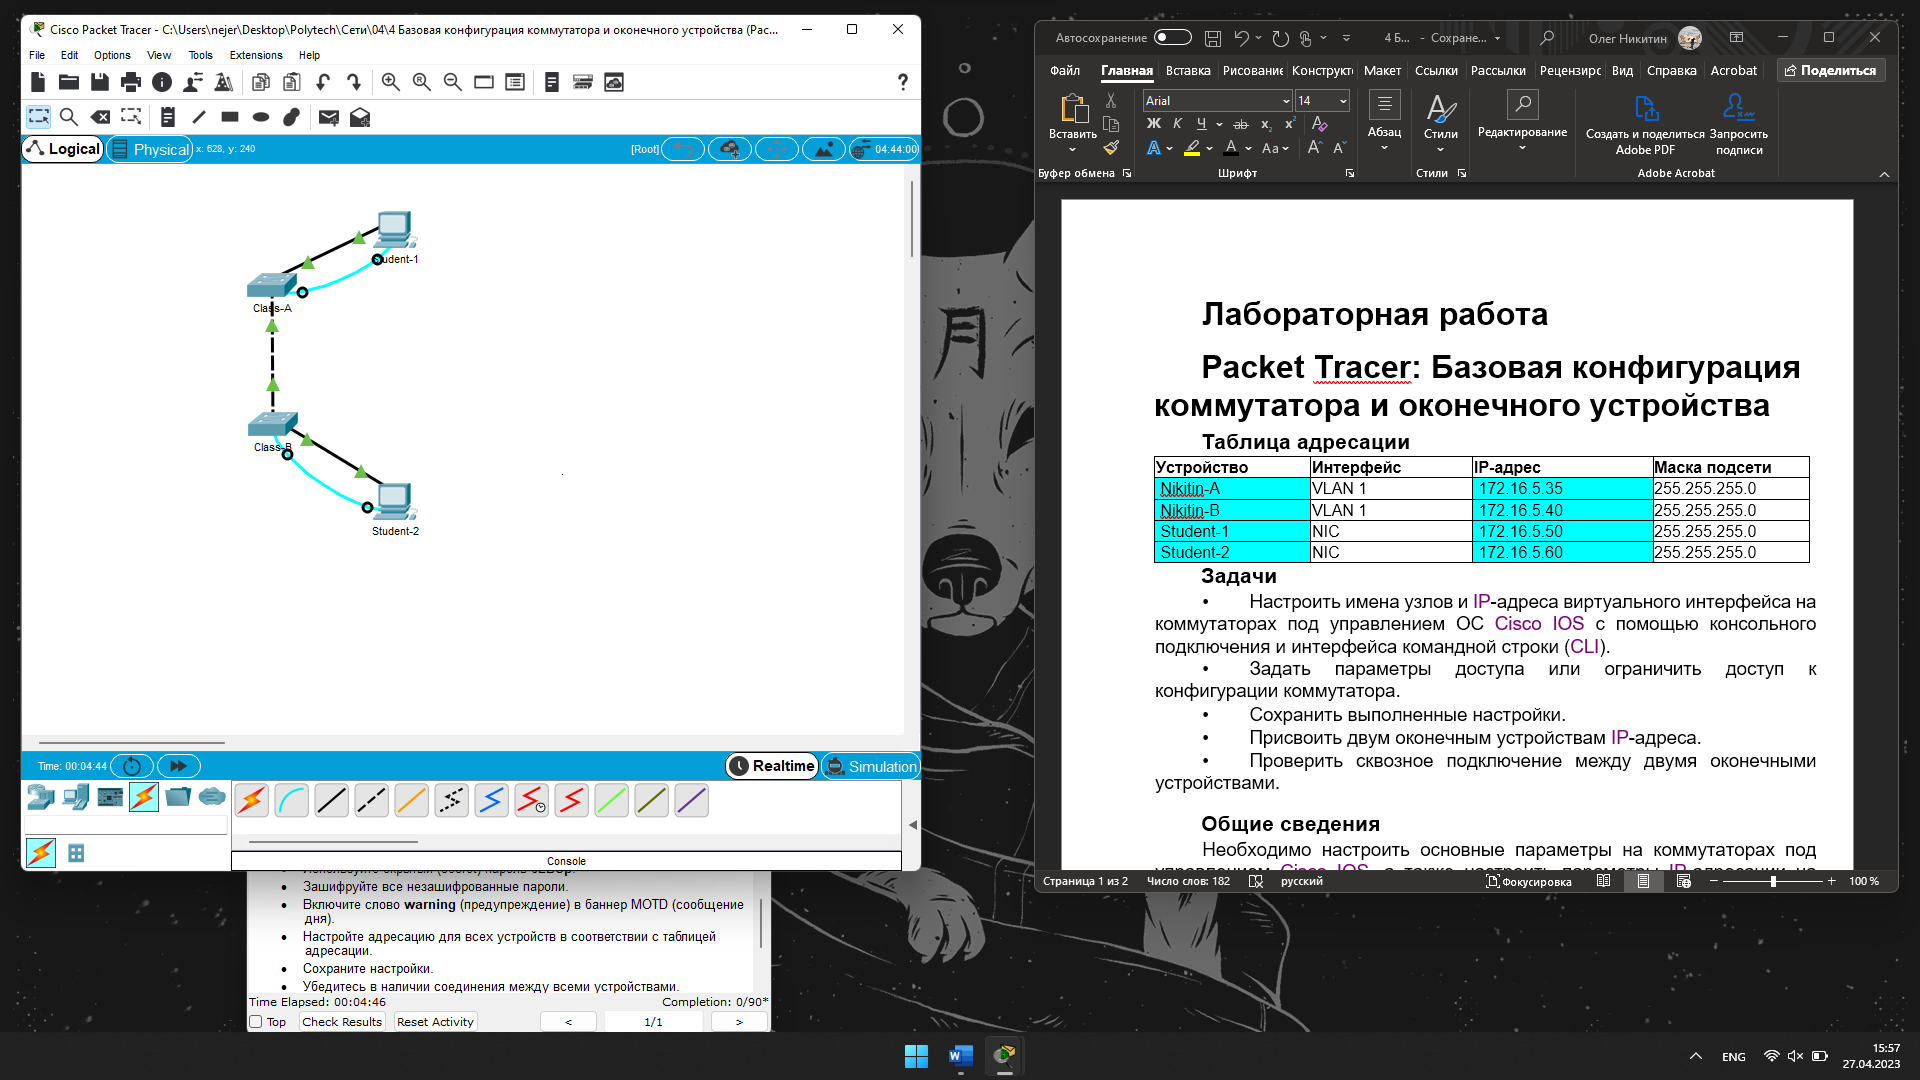 Cisco Packet Tracer - C:\Users\nejer\Desktop\Polytech\Сети\04\4 Базовая конфигурация коммутатора и оконечного устройства (Pac...
File Edit Options View Tools Extensions Help
Logical Physical x: 628, y: 240 [Root] 04:44:00
Student-1
Class-A
Class-B
Student-2
Time: 00:04:44 Realtime Simulation
Console
Зашифруйте все незашифрованные пароли.
Включите слово warning (предупреждение) в баннер MOTD (сообщение
дня).
Настройте адресацию для всех устройств в соответствии с таблицей
адресации.
Сохраните настройки.
Убедитесь в наличии соединения между всеми устройствами.
Time Elapsed: 00:04:46 Completion: 0/90*
Top Check Results Reset Activity < 1/1 >
Автосохранение 4 Б... - Сохране... Олег Никитин
Файл Главная Вставка Рисование Конструкт Макет Ссылки Рассылки Рецензирс Вид Справка Acrobat Поделиться
Вставить
Буфер обмена
Arial 14
Ж К Ч ab x₂ x²
A A Aa A A
Шрифт
Абзац
Стили
Стили
Редактирование
Создать и поделиться
Adobe PDF
Запросить
подписи
Adobe Acrobat
Лабораторная работа
Packet Tracer: Базовая конфигурация
коммутатора и оконечного устройства
Таблица адресации
Устройство Интерфейс IP-адрес Маска подсети
Nikitin-A VLAN 1 172.16.5.35 255.255.255.0
Nikitin-B VLAN 1 172.16.5.40 255.255.255.0
Student-1 NIC 172.16.5.50 255.255.255.0
Student-2 NIC 172.16.5.60 255.255.255.0
Задачи
• Настроить имена узлов и IP-адреса виртуального интерфейса на
коммутаторах под управлением ОС Cisco IOS с помощью консольного
подключения и интерфейса командной строки (CLI).
• Задать параметры доступа или ограничить доступ к
конфигурации коммутатора.
• Сохранить выполненные настройки.
• Присвоить двум оконечным устройствам IP-адреса.
• Проверить сквозное подключение между двумя оконечными
устройствами.
Общие сведения
Необходимо настроить основные параметры на коммутаторах под
Страница 1 из 2 Число слов: 182 русский Фокусировка 100 %
月
ENG 15:57
27.04.2023